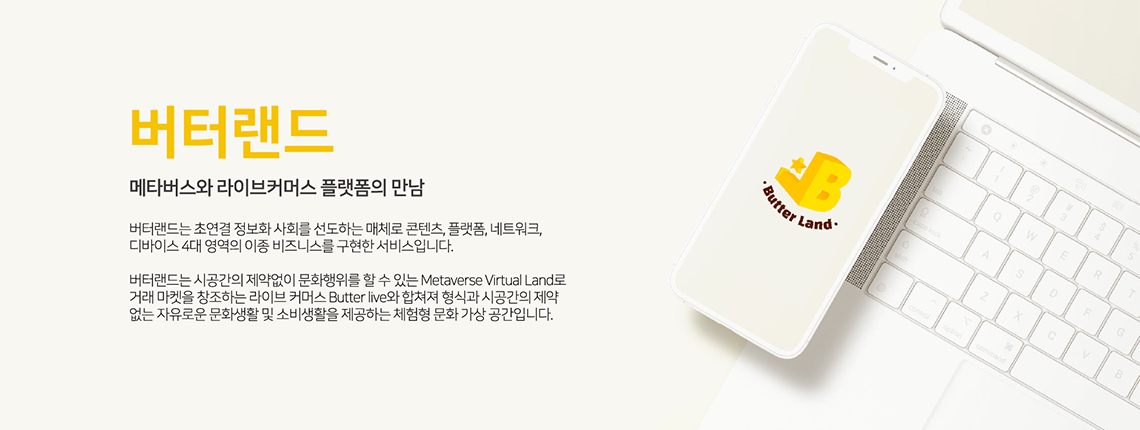 버터랜드
메타버스와 라이브커머스 플랫폼의 만남
버터랜드는 초연결 정보화 사회를 선도하는 매체로 콘텐츠, 플랫폼, 네트워크,
디바이스 4대 영역의 이종 비즈니스를 구현한 서비스입니다.
버터랜드는 시공간의 제약없이 문화행위를 할 수 있는 Metaverse Virtual Land로
거래 마켓을 창조하는 라이브 커머스 Butter live와 합쳐져 형식과 시공간의 제약
없는 자유로운 문화생활 및 소비생활을 제공하는 체험형 문화 가상 공간입니다.
B
· Butter Land ·